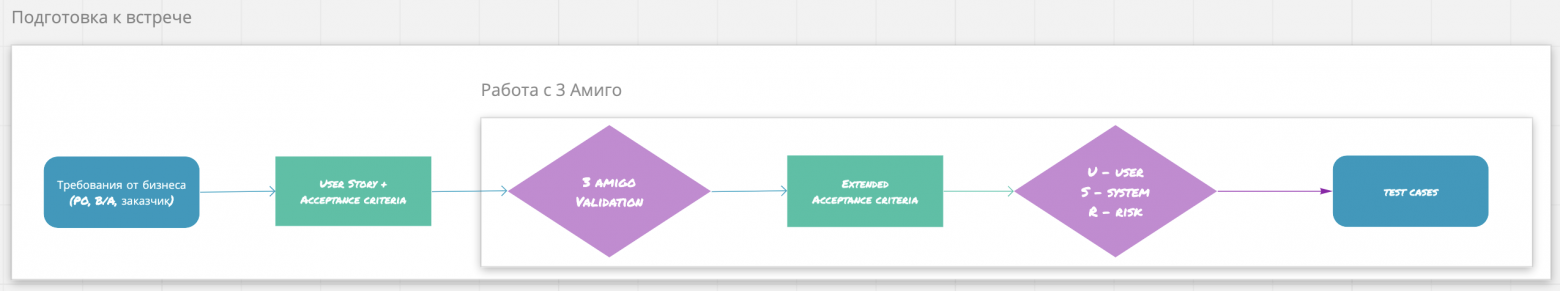 Подготовка к встрече
Работа с 3 Амиго
Требования от бизнеса
(PO, B/A, заказчик)
User Story +
Acceptance criteria
3 amigo
Validation
Extended
Acceptance criteria
U - user
S - system
R - risk
test cases